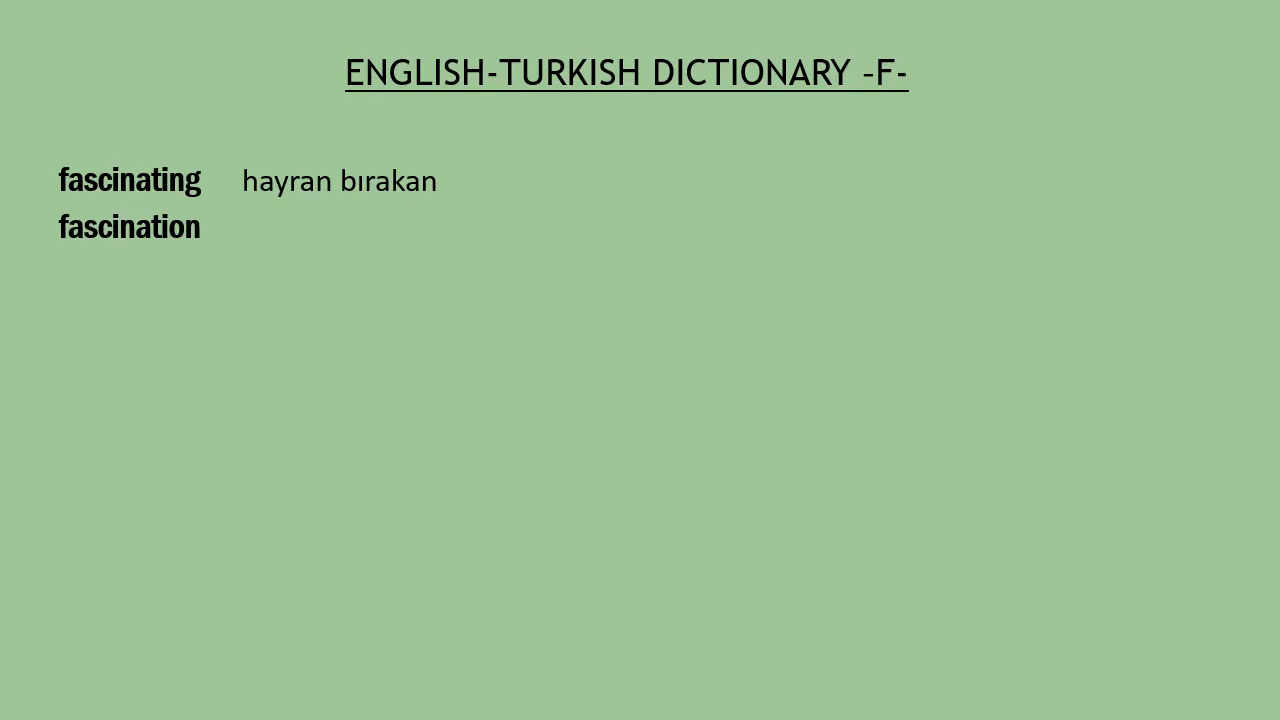 ENGLISH-TURKISH DICTIONARY –F-
fascinating hayran bırakan
fascination